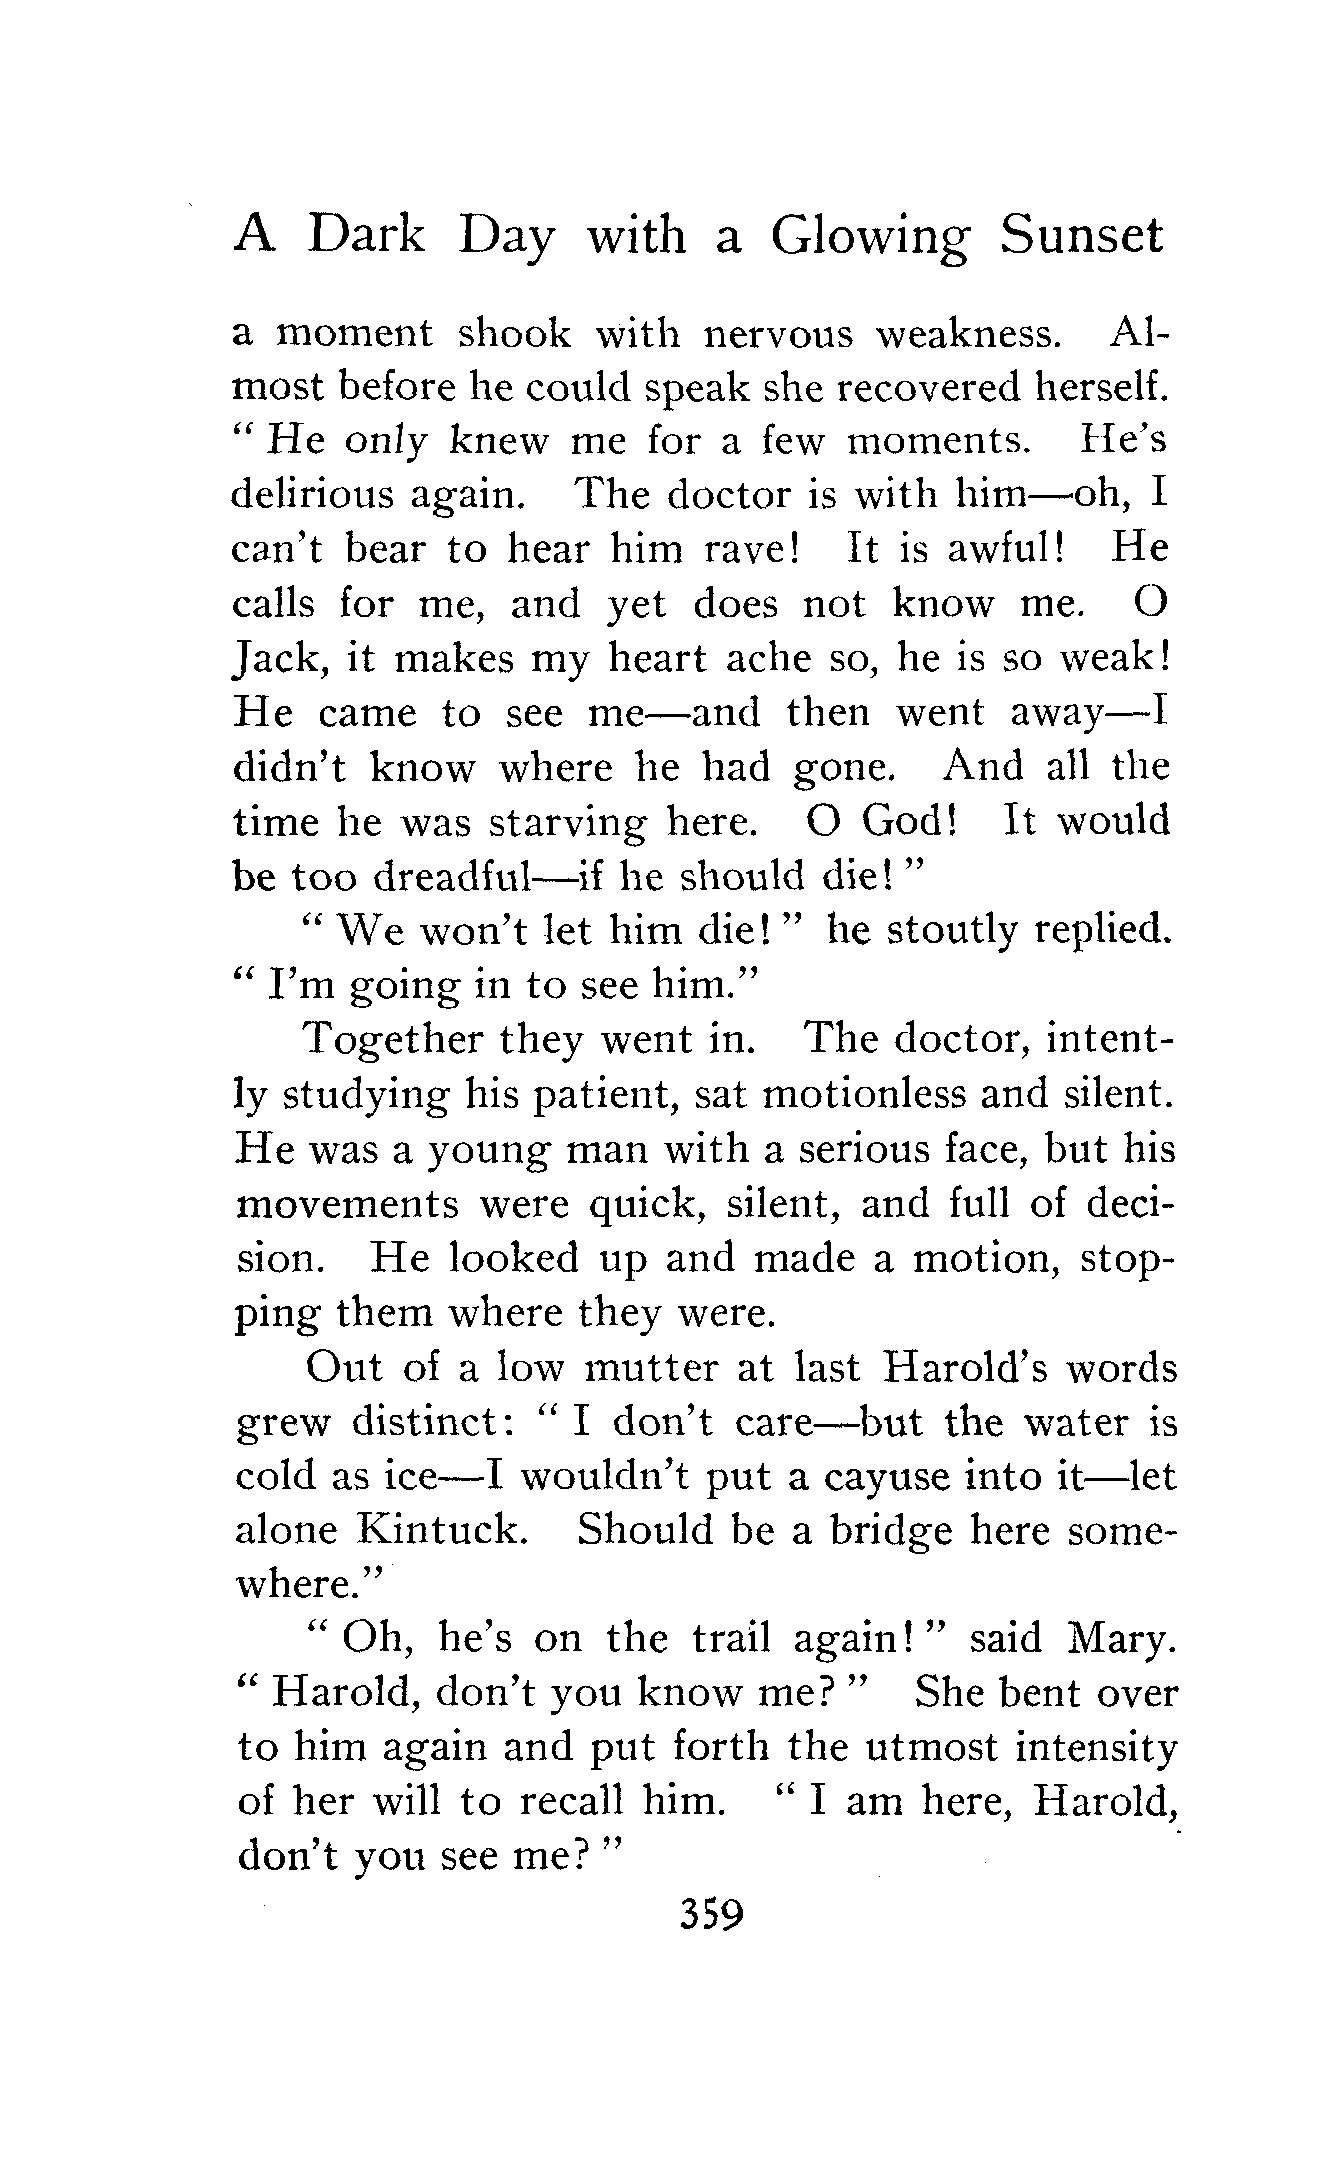 A Dark Day with a Glowing Sunset
a moment shook with nervous weakness. Al-
most before he could speak she recovered herself.
" He only knew me for a few moments. He's
delirious again. The doctor is with him—oh, I
can't bear to hear him rave! It is awful! He
calls for me, and yet does not know me. O
Jack, it makes my heart ache so, he is so weak!
He came to see me—and then went away—I
didn't know where he had gone. And all the
time he was starving here. O God! It would
be too dreadful—if he should die! "
" We won't let him die! " he stoutly replied.
" I'm going in to see him."
Together they went in. The doctor, intent-
ly studying his patient, sat motionless and silent.
He was a young man with a serious face, but his
movements were quick, silent, and full of deci-
sion. He looked up and made a motion, stop-
ping them where they were.
Out of a low mutter at last Harold's words
grew distinct: " I don't care—but the water is
cold as ice—I wouldn't put a cayuse into it—let
alone Kintuck. Should be a bridge here some-
where."
" Oh, he's on the trail again! " said Mary.
" Harold, don't you know me? " She bent over
to him again and put forth the utmost intensity
of her will to recall him. " I am here, Harold,
don't you see me? "
359